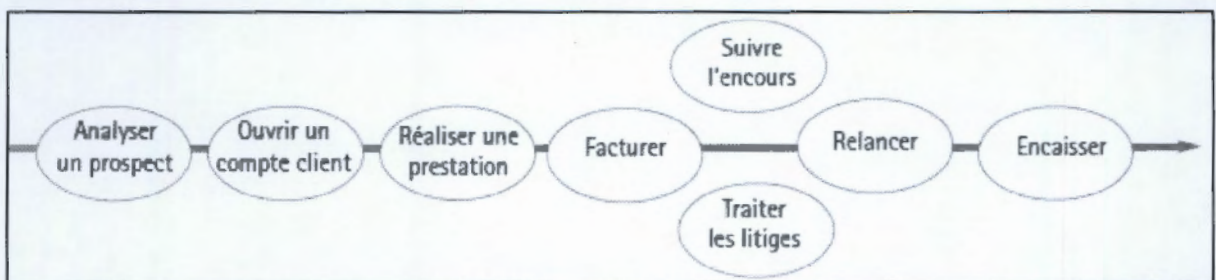 Analyser
un prospect
Ouvrir un
compte client
Réaliser une
prestation
Facturer
Suivre
l'encours
Traiter
les litiges
Relancer
Encaisser